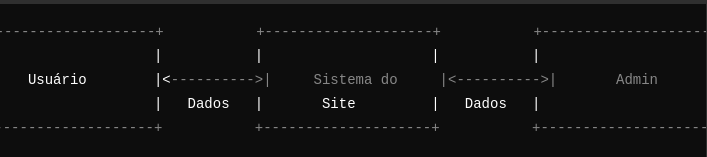 -------------------+           +--------------------+           +--------------------
                   |           |                    |           |
   Usuário         |<---------->|     Sistema do     |<---------->|       Admin
                   |   Dados   |       Site         |   Dados   |
-------------------+           +--------------------+           +--------------------